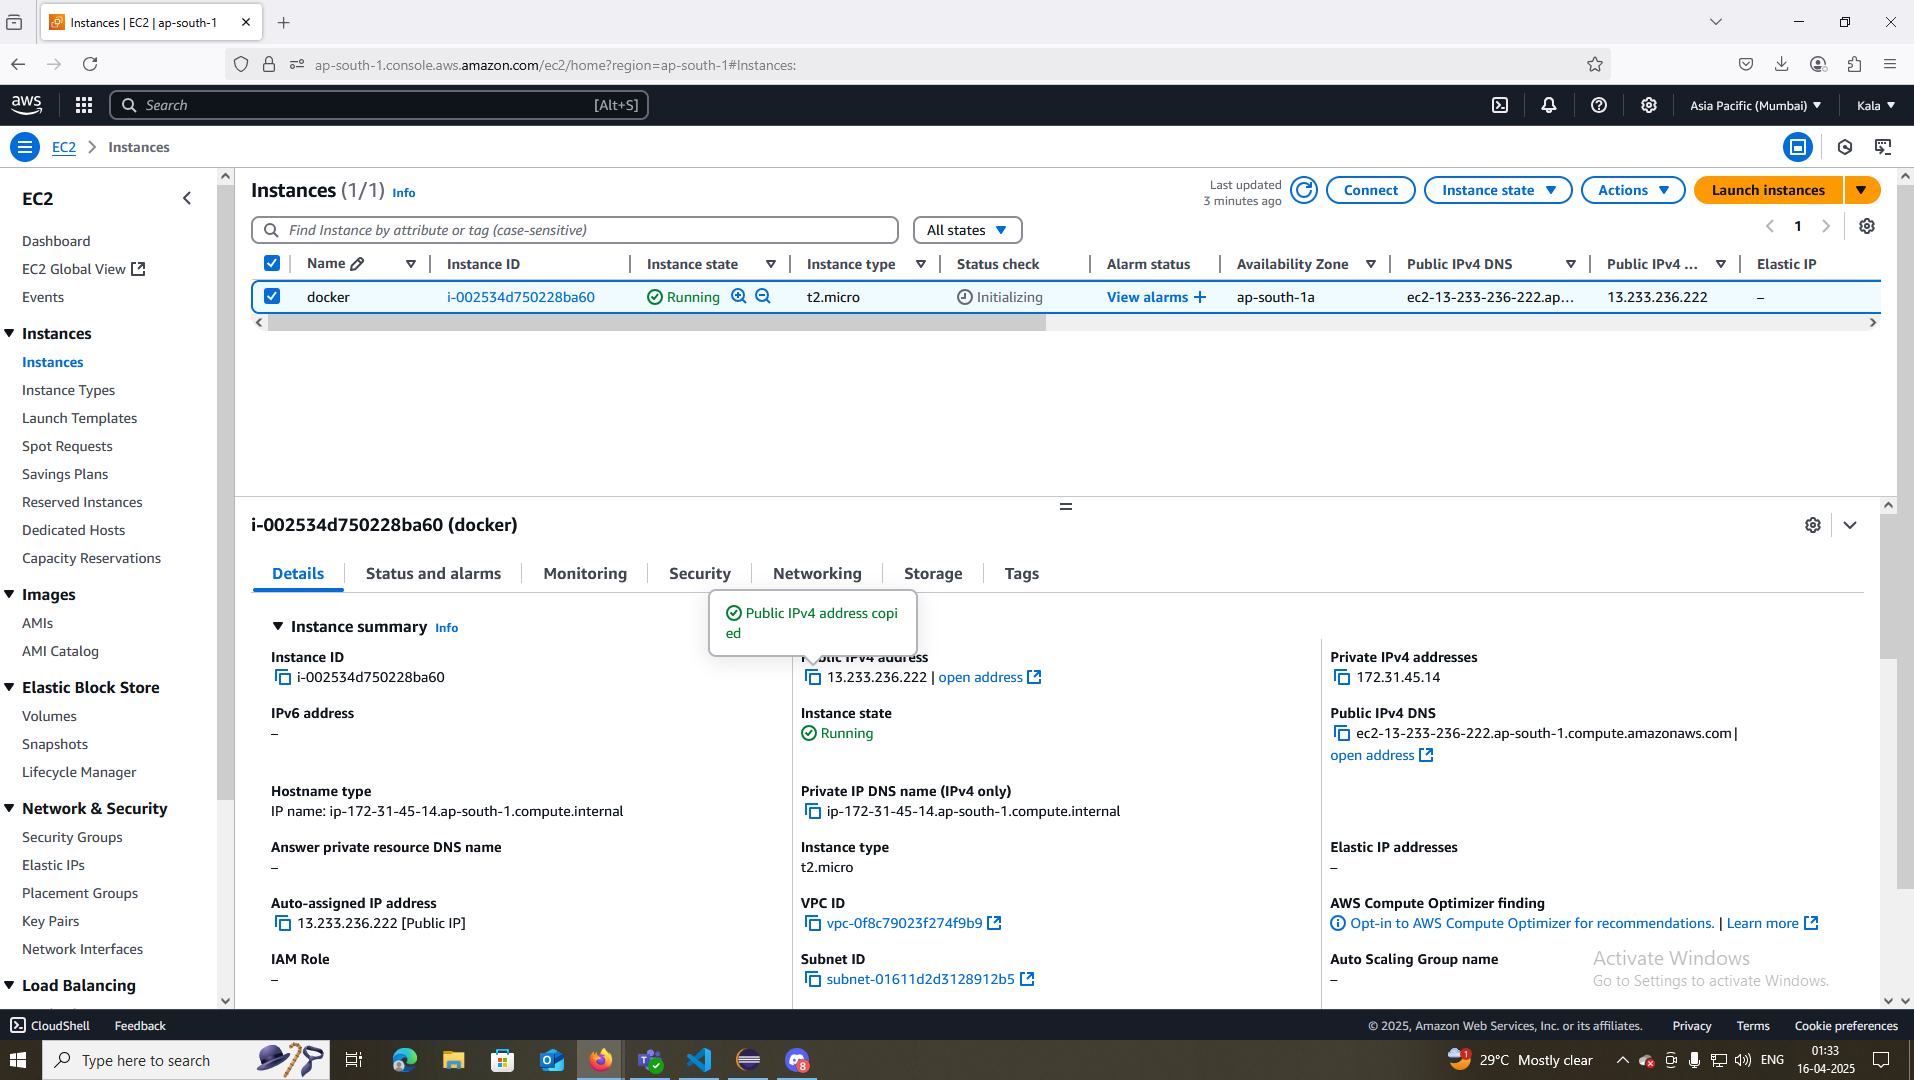 Instances | EC2 | ap-south-1
ap-south-1.console.aws.amazon.com/ec2/home?region=ap-south-1#Instances:
aws
Search
[Alt+S]
Asia Pacific (Mumbai)
Kala
EC2
Instances
EC2
Dashboard
EC2 Global View
Events
Instances
Instances
Instance Types
Launch Templates
Spot Requests
Savings Plans
Reserved Instances
Dedicated Hosts
Capacity Reservations
Images
AMIs
AMI Catalog
Elastic Block Store
Volumes
Snapshots
Lifecycle Manager
Network & Security
Security Groups
Elastic IPs
Placement Groups
Key Pairs
Network Interfaces
Load Balancing
Instances (1/1) Info
Last updated
3 minutes ago
Connect
Instance state
Actions
Launch instances
Find Instance by attribute or tag (case-sensitive)
All states
1
Name Instance ID Instance state Instance type Status check Alarm status Availability Zone Public IPv4 DNS Public IPv4 ... Elastic IP
docker i-002534d750228ba60 Running t2.micro Initializing View alarms + ap-south-1a ec2-13-233-236-222.ap... 13.233.236.222 –
i-002534d750228ba60 (docker)
Details
Status and alarms
Monitoring
Security
Networking
Storage
Tags
Public IPv4 address copi
ed
Instance summary Info
Instance ID
i-002534d750228ba60
Public IPv4 address
13.233.236.222 | open address
Private IPv4 addresses
172.31.45.14
IPv6 address
–
Instance state
Running
Public IPv4 DNS
ec2-13-233-236-222.ap-south-1.compute.amazonaws.com |
open address
Hostname type
IP name: ip-172-31-45-14.ap-south-1.compute.internal
Private IP DNS name (IPv4 only)
ip-172-31-45-14.ap-south-1.compute.internal
Answer private resource DNS name
–
Instance type
t2.micro
Elastic IP addresses
–
Auto-assigned IP address
13.233.236.222 [Public IP]
VPC ID
vpc-0f8c79023f274f9b9
AWS Compute Optimizer finding
Opt-in to AWS Compute Optimizer for recommendations. | Learn more
IAM Role
–
Subnet ID
subnet-01611d2d3128912b5
Auto Scaling Group name
–
Activate Windows
Go to Settings to activate Windows.
CloudShell
Feedback
© 2025, Amazon Web Services, Inc. or its affiliates.
Privacy
Terms
Cookie preferences
Type here to search
8
1
29°C Mostly clear
ENG
01:33
16-04-2025